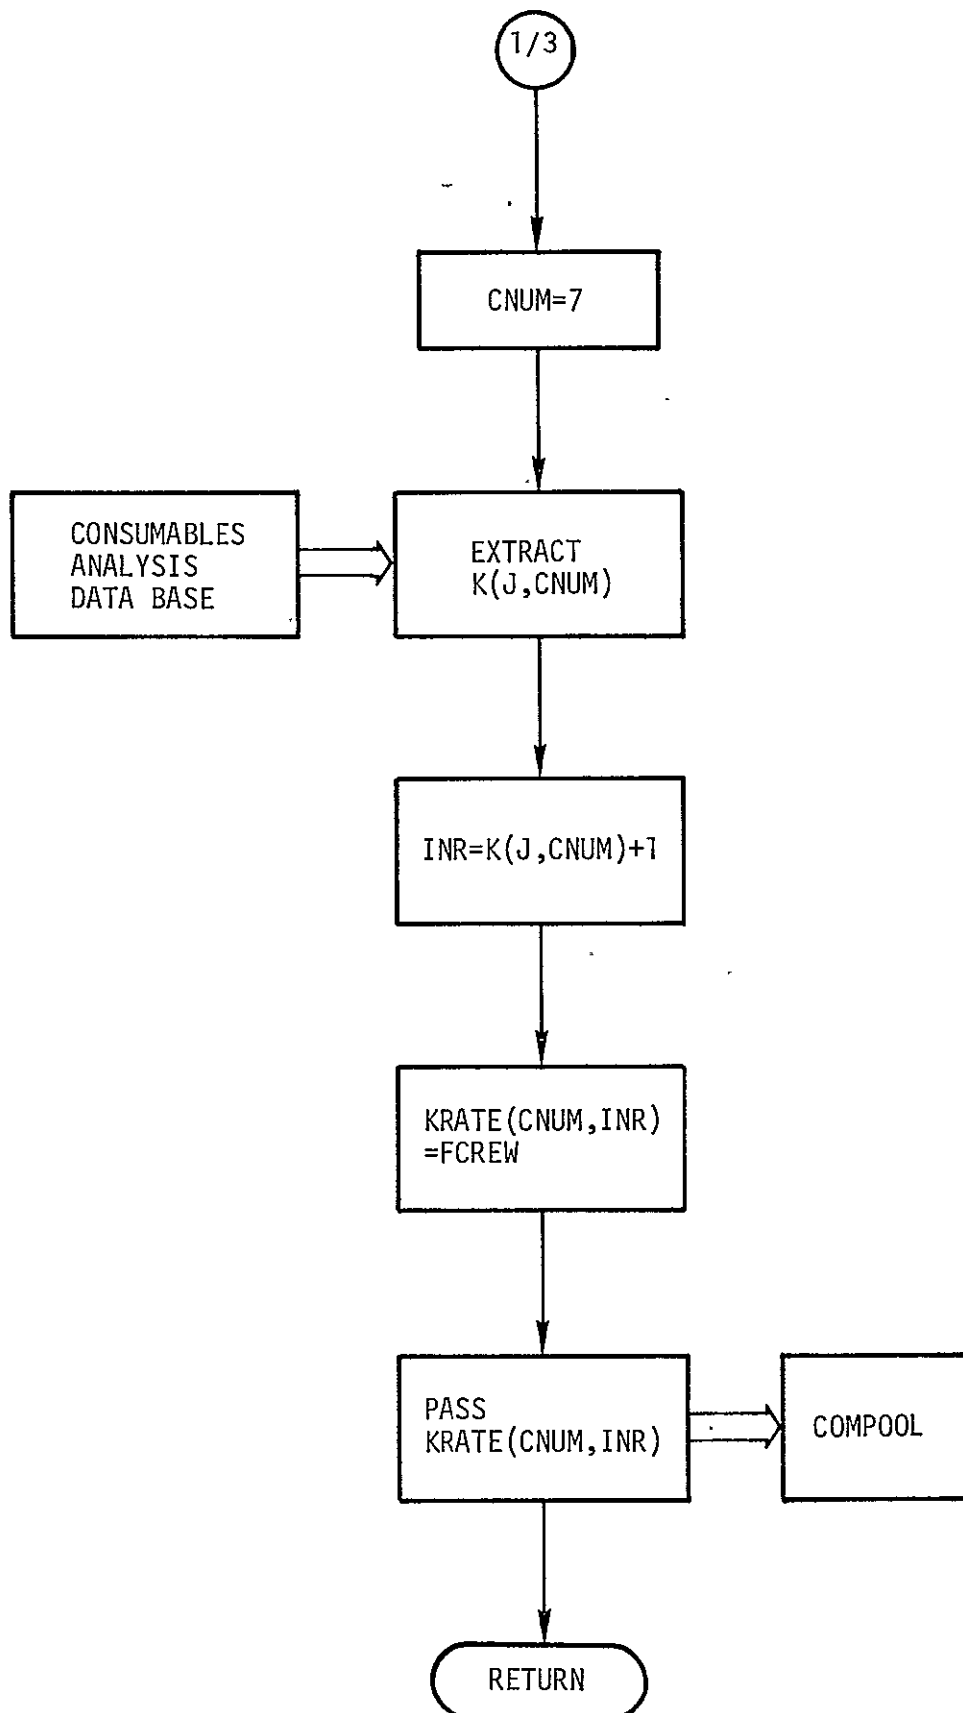 1/3
CNUM=7
CONSUMABLES
ANALYSIS
DATA BASE
EXTRACT
K(J,CNUM)
INR=K(J,CNUM)+1
KRATE(CNUM,INR)
=FCREW
PASS
KRATE(CNUM,INR)
COMPOOL
RETURN